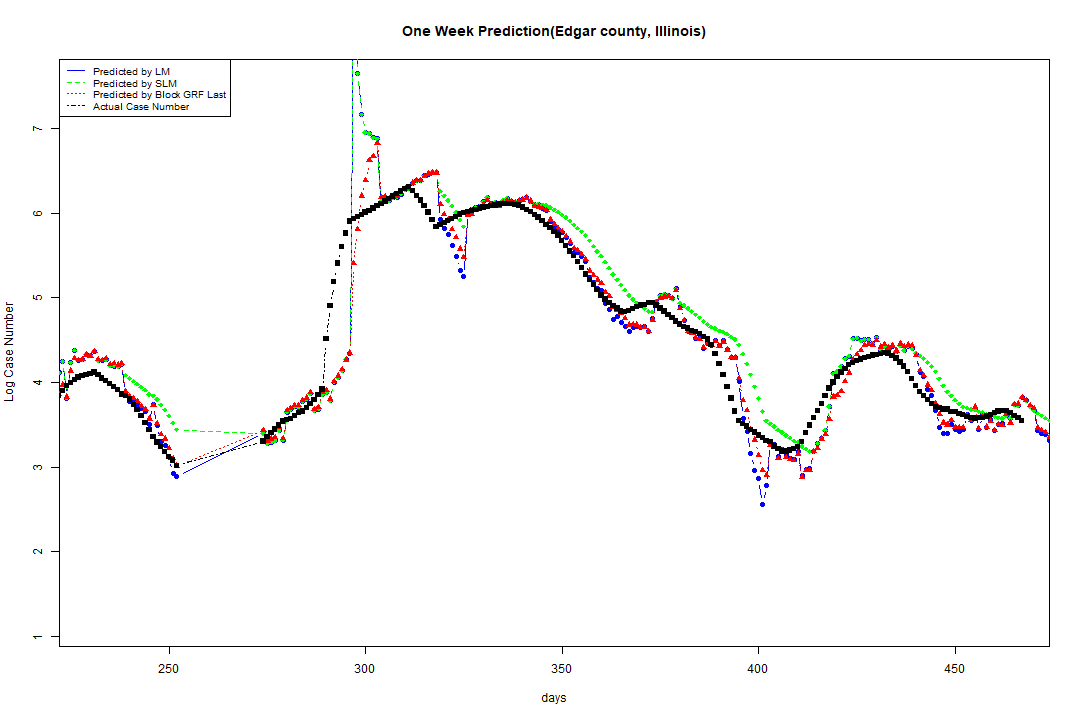 One Week Prediction(Edgar county, Illinois)
Predicted by LM
Predicted by SLM
Predicted by Block GRF Last
Actual Case Number
Log Case Number
7
6
5
4
3
2
1
250 300 350 400 450
days